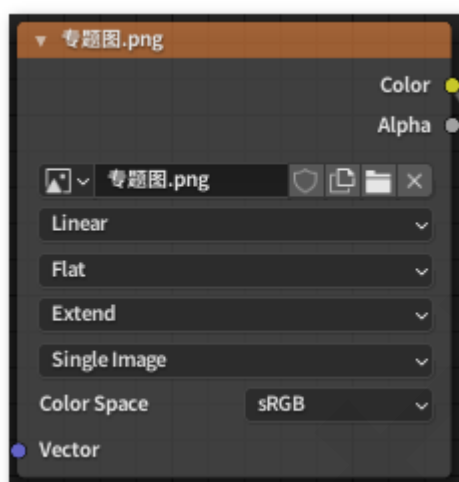 专题图.png
Color
Alpha
专题图.png
Linear
Flat
Extend
Single Image
Color Space sRGB
Vector